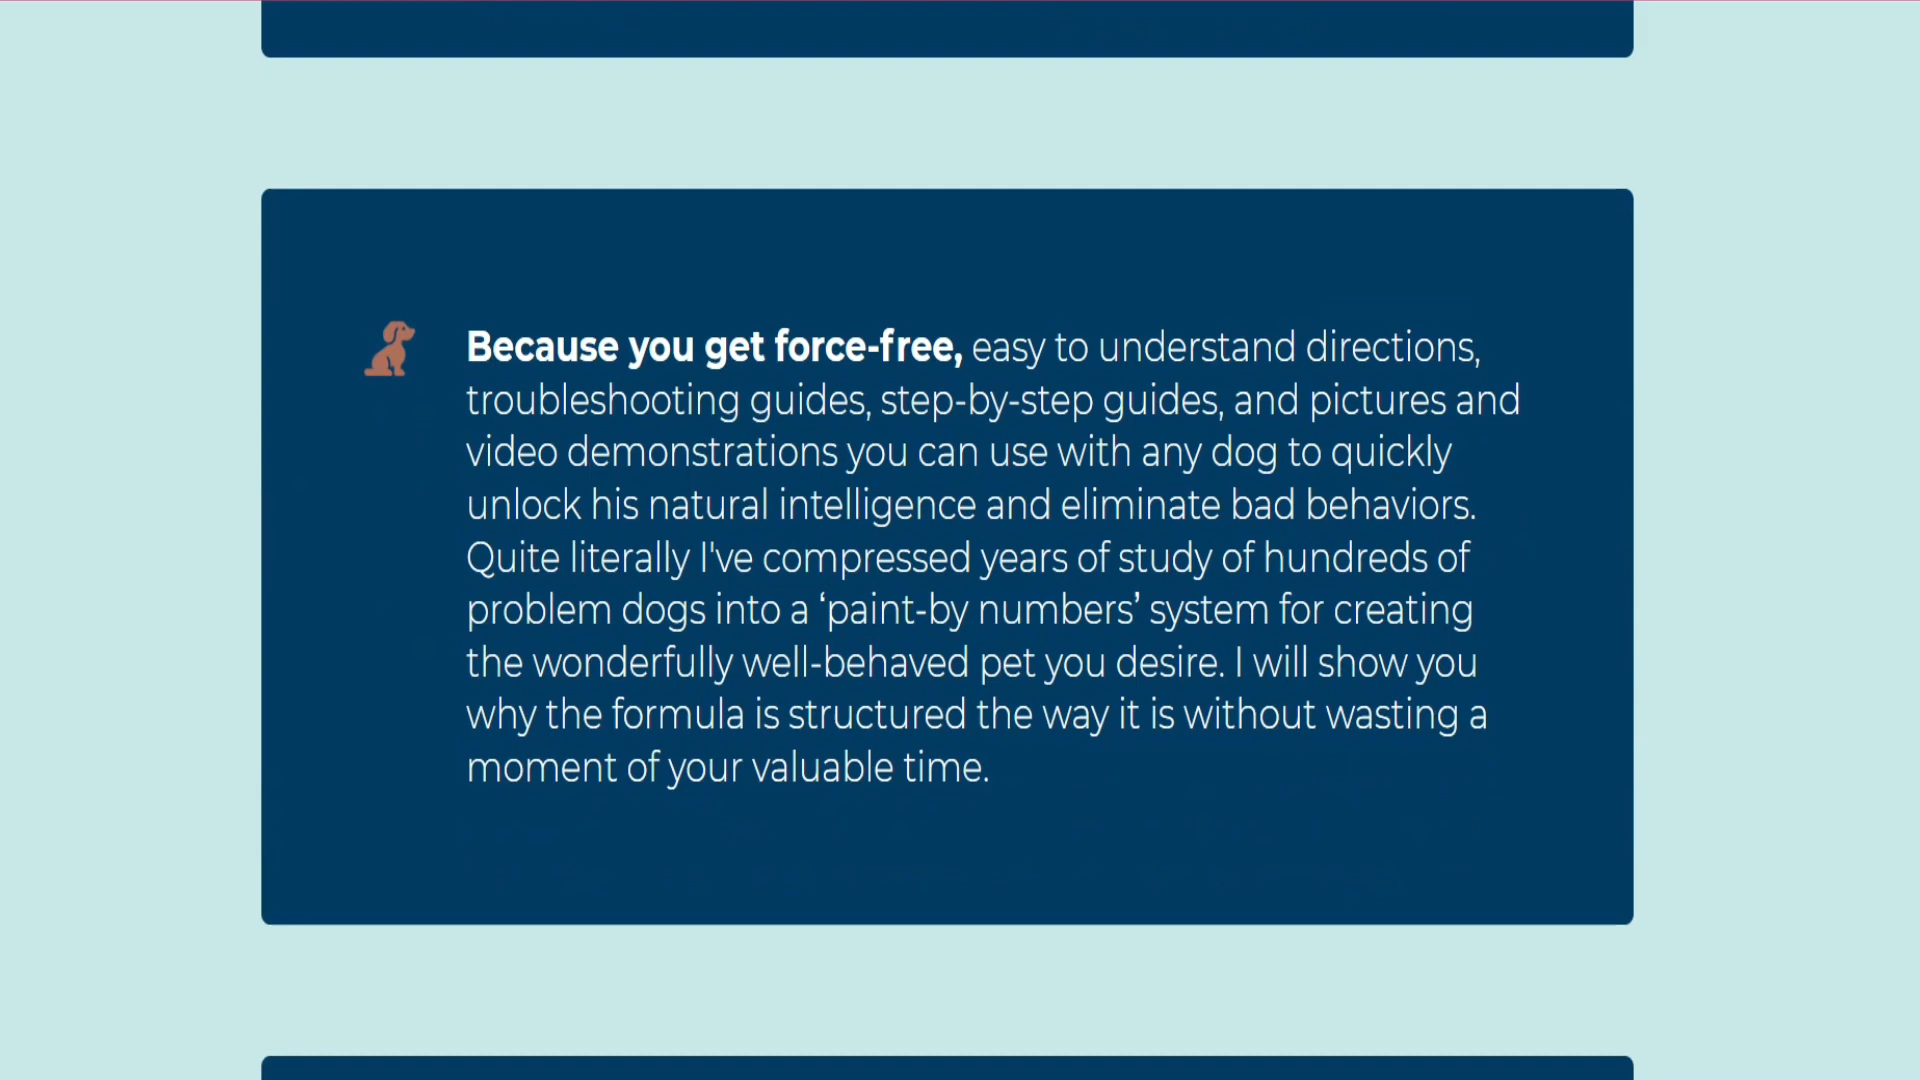 Because you get force-free, easy to understand directions,
troubleshooting guides, step-by-step guides, and pictures and
video demonstrations you can use with any dog to quickly
unlock his natural intelligence and eliminate bad behaviors.
Quite literally I've compressed years of study of hundreds of
problem dogs into a ‘paint-by numbers’ system for creating
the wonderfully well-behaved pet you desire. I will show you
why the formula is structured the way it is without wasting a
moment of your valuable time.